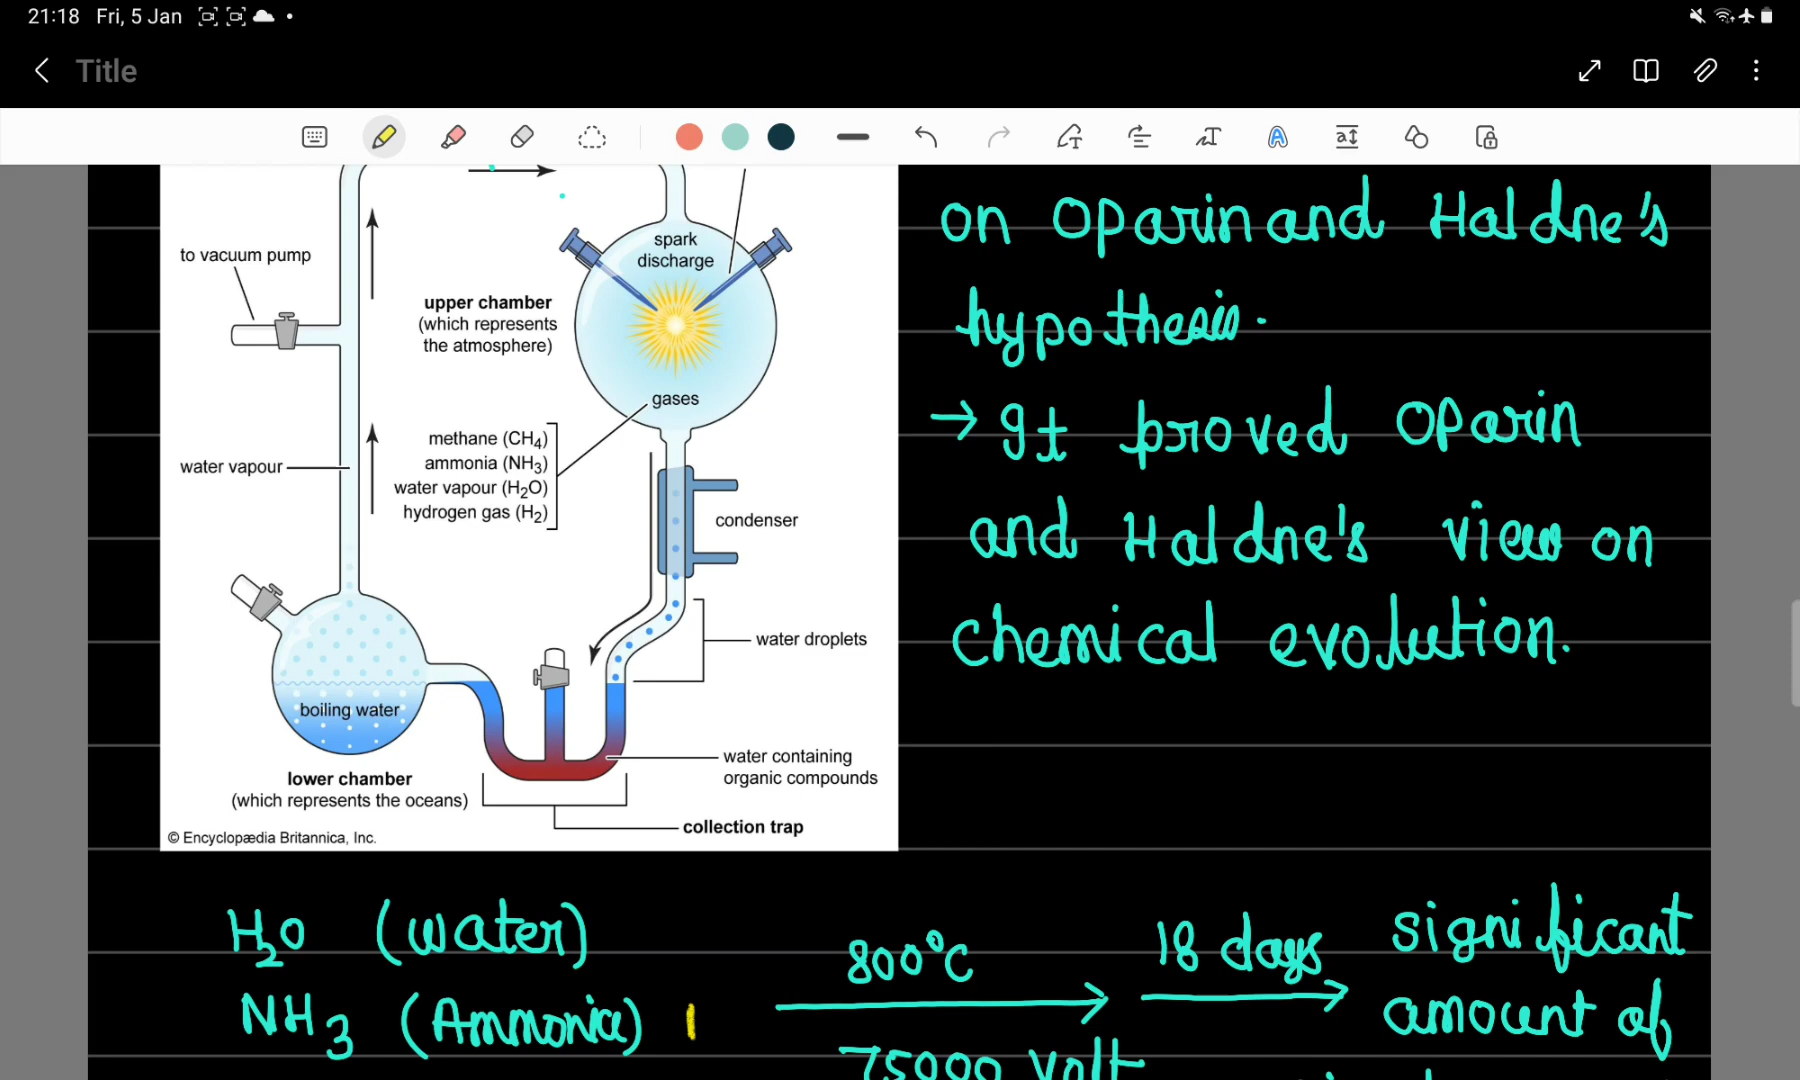 21:18 Fri, 5 Jan
Title
to vacuum pump
spark
discharge
upper chamber
(which represents
the atmosphere)
gases
methane (CH4)
ammonia (NH3)
water vapour (H2O)
hydrogen gas (H2)
water vapour
condenser
water droplets
boiling water
water containing
organic compounds
lower chamber
(which represents the oceans)
collection trap
© Encyclopædia Britannica, Inc.
on Oparin and Haldne's
hypothesis.
→ It proved Oparin
and Haldne's view on
chemical evolution.
H2O (water)
NH3 (Ammonia)
800°C
75000 Volt
18 days
significant
amount of